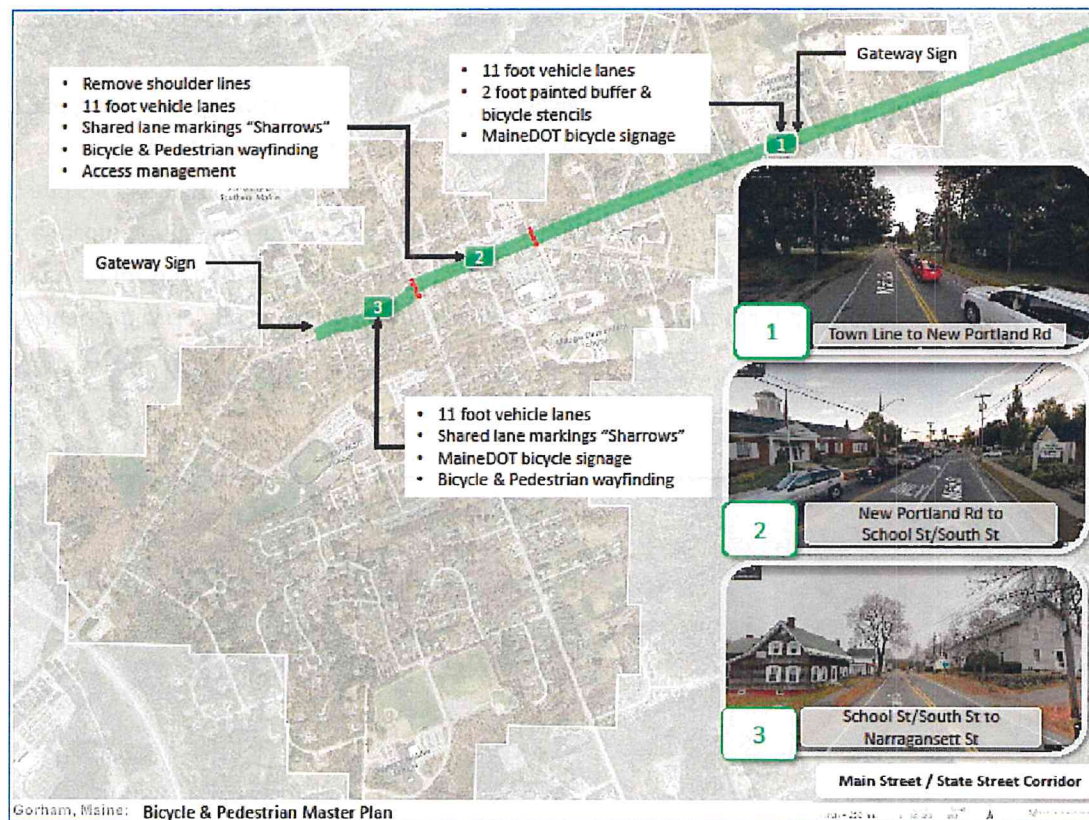 • Remove shoulder lines
• 11 foot vehicle lanes
• Shared lane markings "Sharrows"
• Bicycle & Pedestrian wayfinding
• Access management
• 11 foot vehicle lanes
• 2 foot painted buffer &
bicycle stencils
• MaineDOT bicycle signage
Gateway Sign
1
2
3
Gateway Sign
Southern Maine
• 11 foot vehicle lanes
• Shared lane markings "Sharrows"
• MaineDOT bicycle signage
• Bicycle & Pedestrian wayfinding
1
Town Line to New Portland Rd
2
New Portland Rd to
School St/South St
3
School St/South St to
Narragansett St
Main Street / State Street Corridor
Gorham, Maine: Bicycle & Pedestrian Master Plan